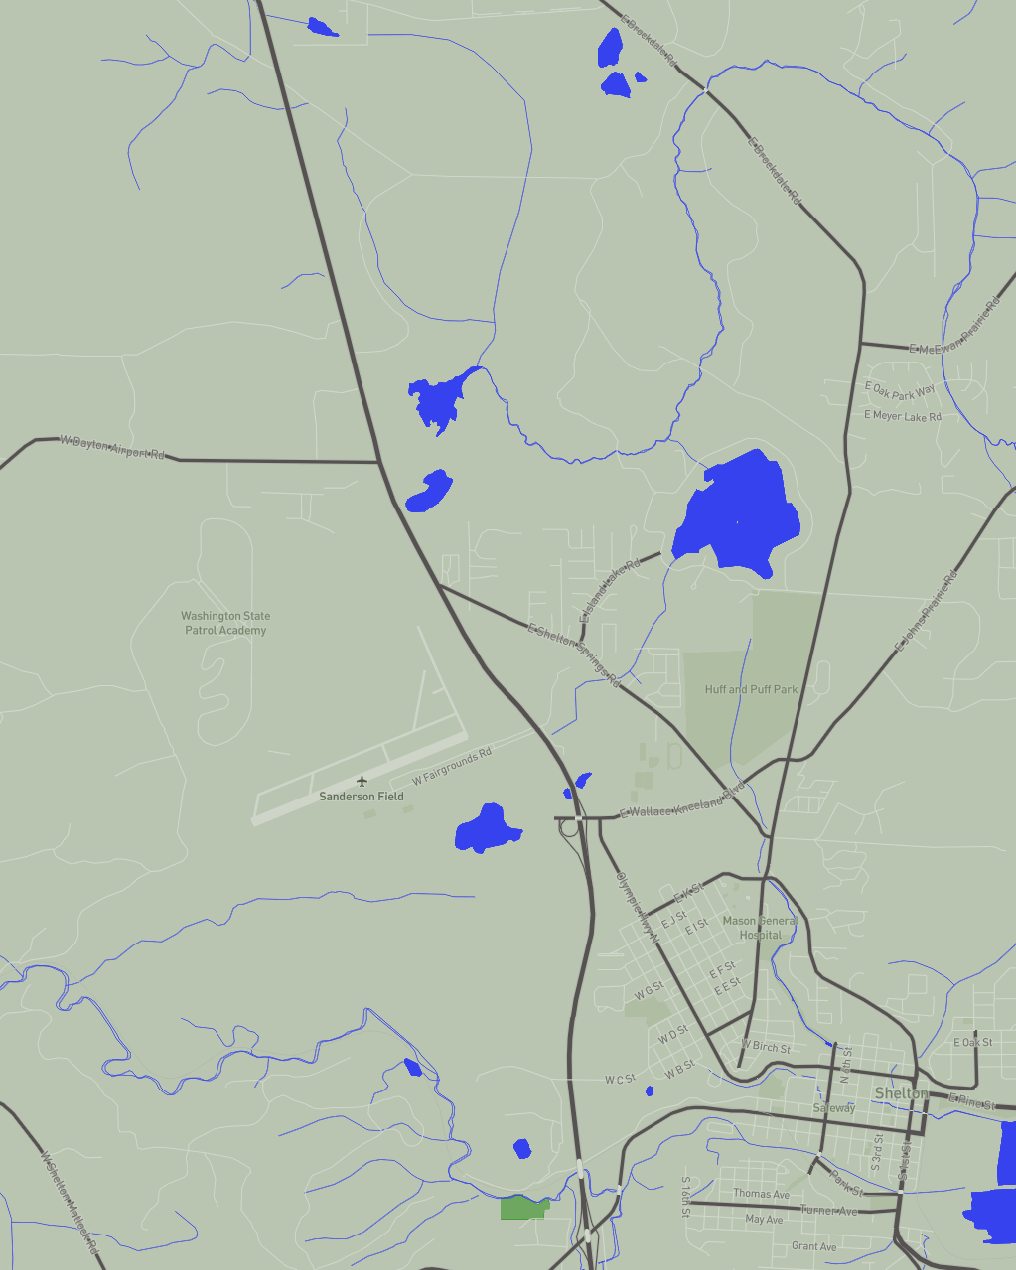 E Brockdale Rd
E Brockdale Rd
E McEwan Prairie Rd
E Oak Park Way
E Meyer Lake Rd
W Dayton Airport Rd
E Island Lake Rd
E Johns Prairie Rd
Washington State
Patrol Academy
E Shelton Springs Rd
Huff and Puff Park
W Fairgrounds Rd
Sanderson Field
E Wallace Kneeland Blvd
Olympic Hwy N
E K St
E J St
E I St
Mason General
Hospital
E F St
E E St
W G St
W D St
W Birch St
N 6th St
E Oak St
W B St
W C St
Shelton
E Pine St
Safeway
S 3rd St
S 1st St
Park St
W Shelton Matlock Rd
S 16th St
Thomas Ave
Turner Ave
May Ave
Grant Ave